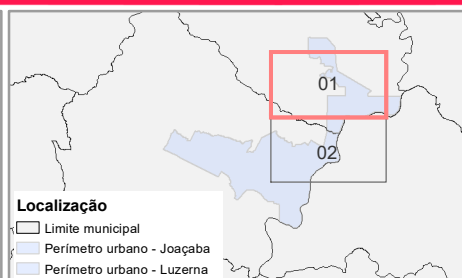 01
02
Localização
Limite municipal
Perímetro urbano - Joaçaba
Perímetro urbano - Luzerna